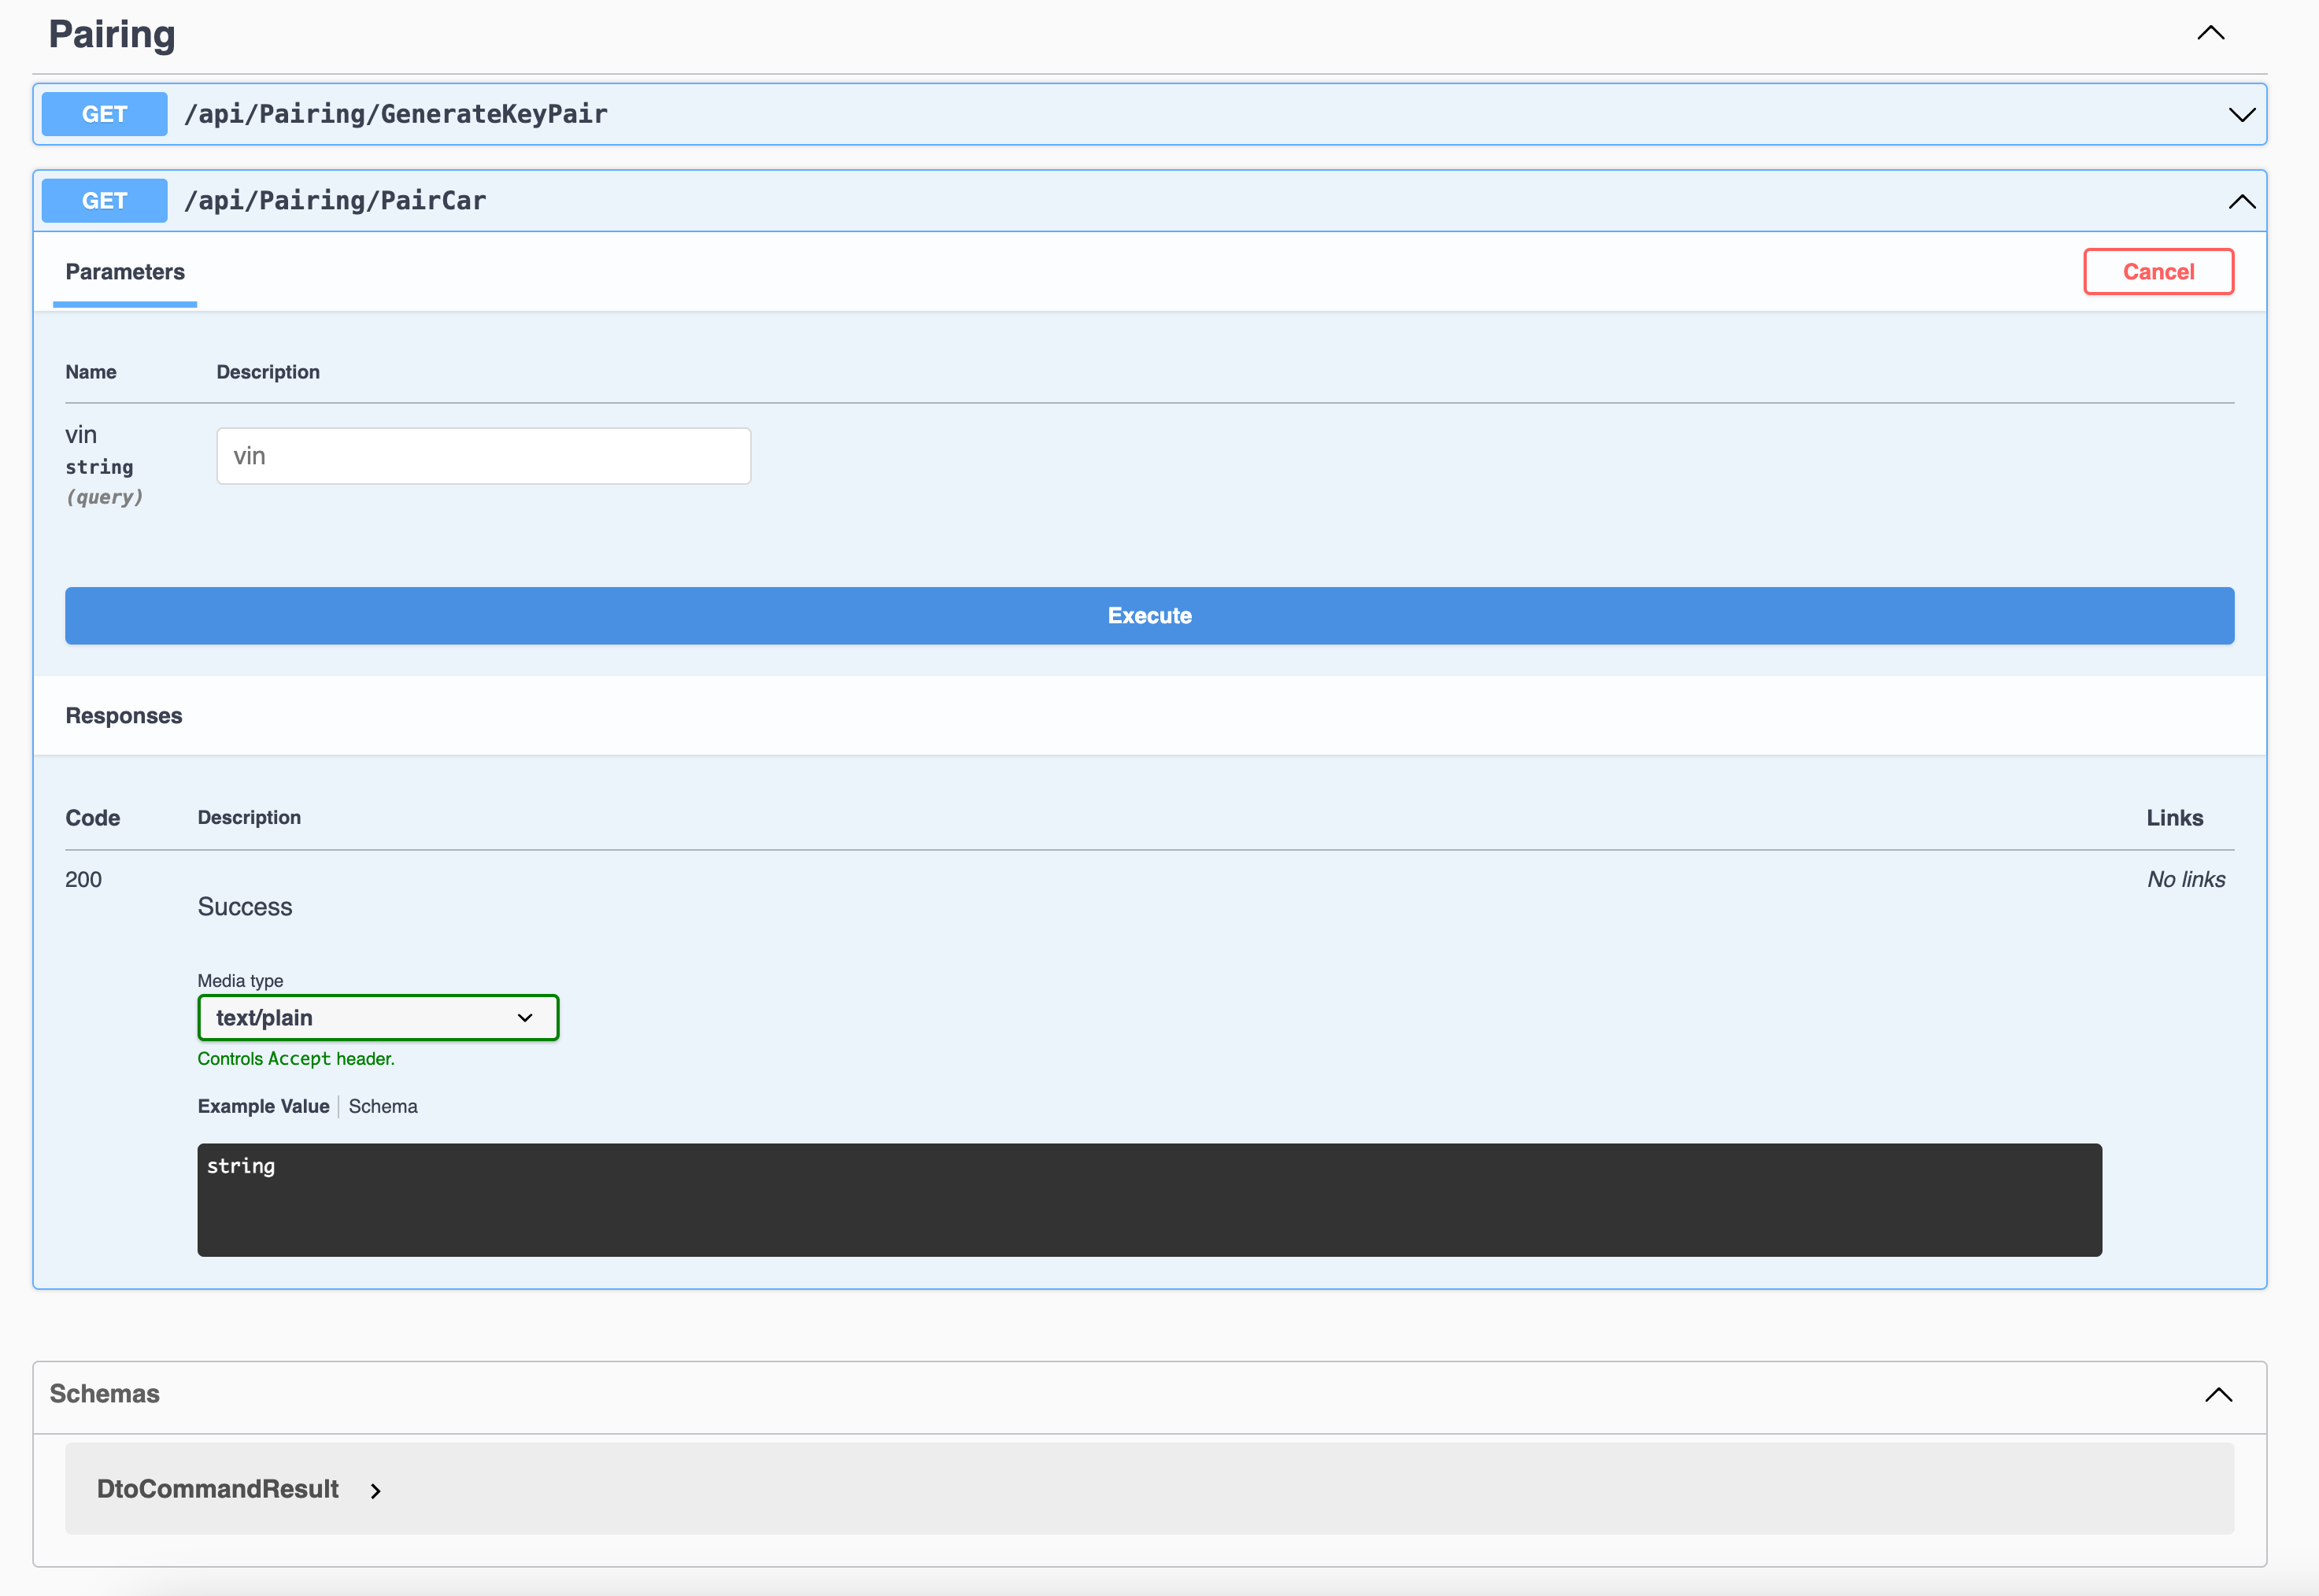 Pairing
GET /api/Pairing/GenerateKeyPair
GET /api/Pairing/PairCar
Parameters Cancel
Name Description
vin
string
(query)
vin
Execute
Responses
Code Description Links
200 No links
Success
Media type
text/plain
Controls Accept header.
Example Value Schema
string
Schemas
DtoCommandResult